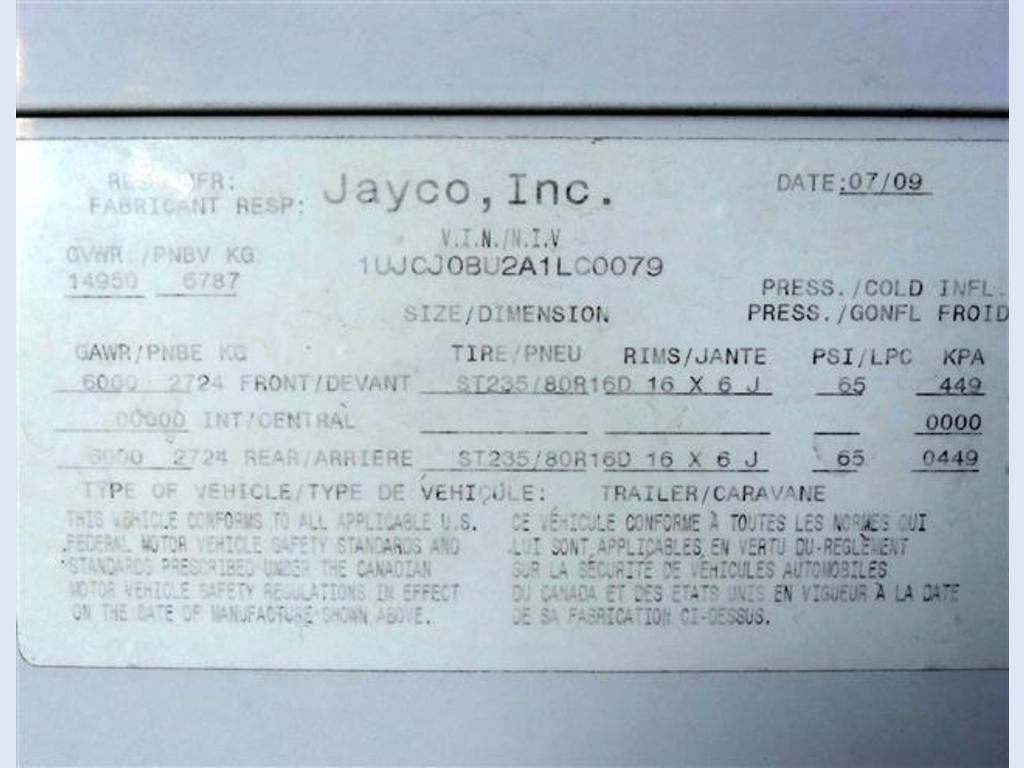 RESP.MFR: Jayco,Inc. DATE:07/09
FABRICANT RESP:
V.I.N./N.I.V
GVWR /PNBV KG 1UJCJ0BU2A1LC0079
14950 6787
PRESS./COLD INFL.
SIZE/DIMENSION PRESS./GONFL FROID
GAWR/PNBE KG TIRE/PNEU RIMS/JANTE PSI/LPC KPA
6000 2724 FRONT/DEVANT ST235/80R16D 16 X 6 J 65 449
00000 INT/CENTRAL 0000
6000 2724 REAR/ARRIERE ST235/80R16D 16 X 6 J 65 0449
TYPE OF VEHICLE/TYPE DE VEHICULE: TRAILER/CARAVANE
THIS VEHICLE CONFORMS TO ALL APPLICABLE U.S.
FEDERAL MOTOR VEHICLE SAFETY STANDARDS AND
STANDARDS PRESCRIBED UNDER THE CANADIAN
MOTOR VEHICLE SAFETY REGULATIONS IN EFFECT
ON THE DATE OF MANUFACTURE SHOWN ABOVE.
CE VÉHICULE CONFORME À TOUTES LES NORMES QUI
LUI SONT APPLICABLES EN VERTU DU RÈGLEMENT
SUR LA SÉCURITÉ DE VÉHICULES AUTOMOBILES
DU CANADA ET DES ETATS UNIS EN VIGUEUR À LA DATE
DE SA FABRICATION CI-DESSUS.